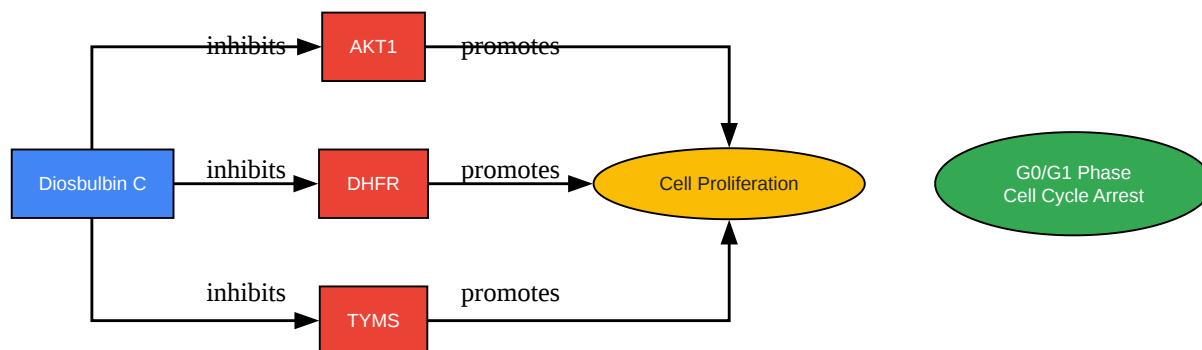 inhibits
AKT1
promotes
Diosbulbin C
inhibits
DHFR
promotes
Cell Proliferation
G0/G1 Phase
Cell Cycle Arrest
inhibits
TYMS
promotes